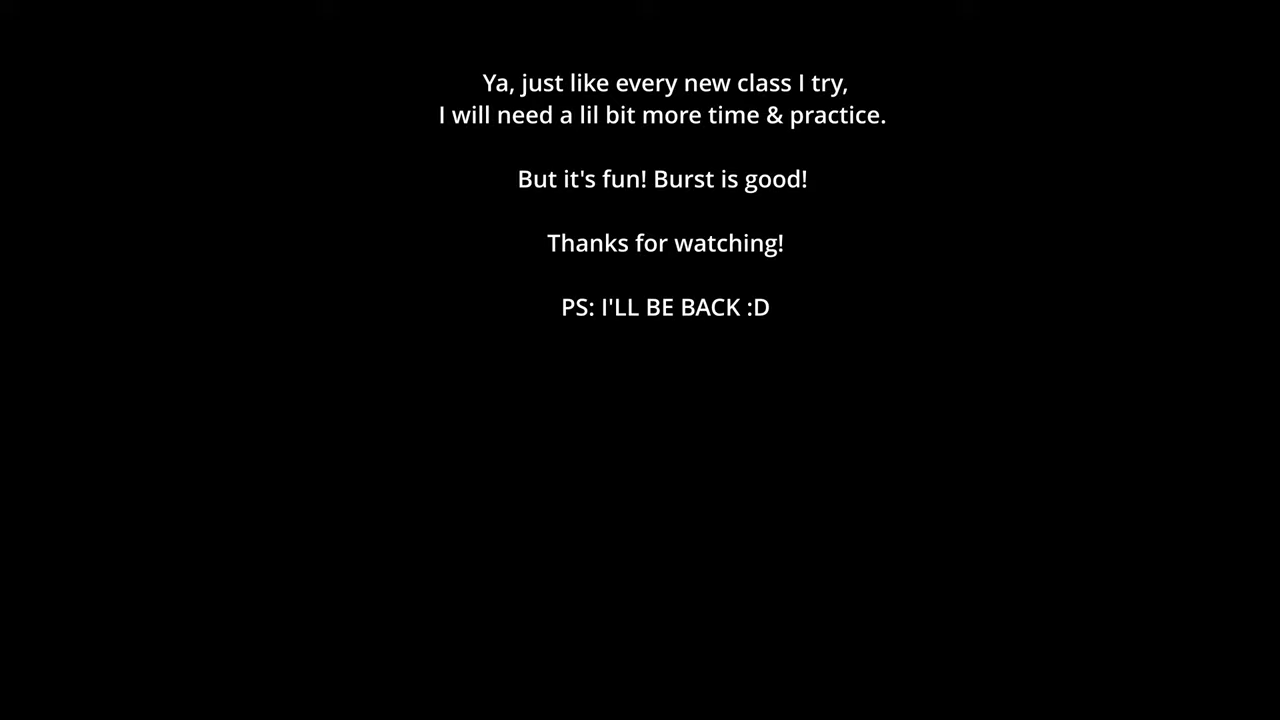 Ya, just like every new class I try,
I will need a lil bit more time & practice.
But it's fun! Burst is good!
Thanks for watching!
PS: I'LL BE BACK :D